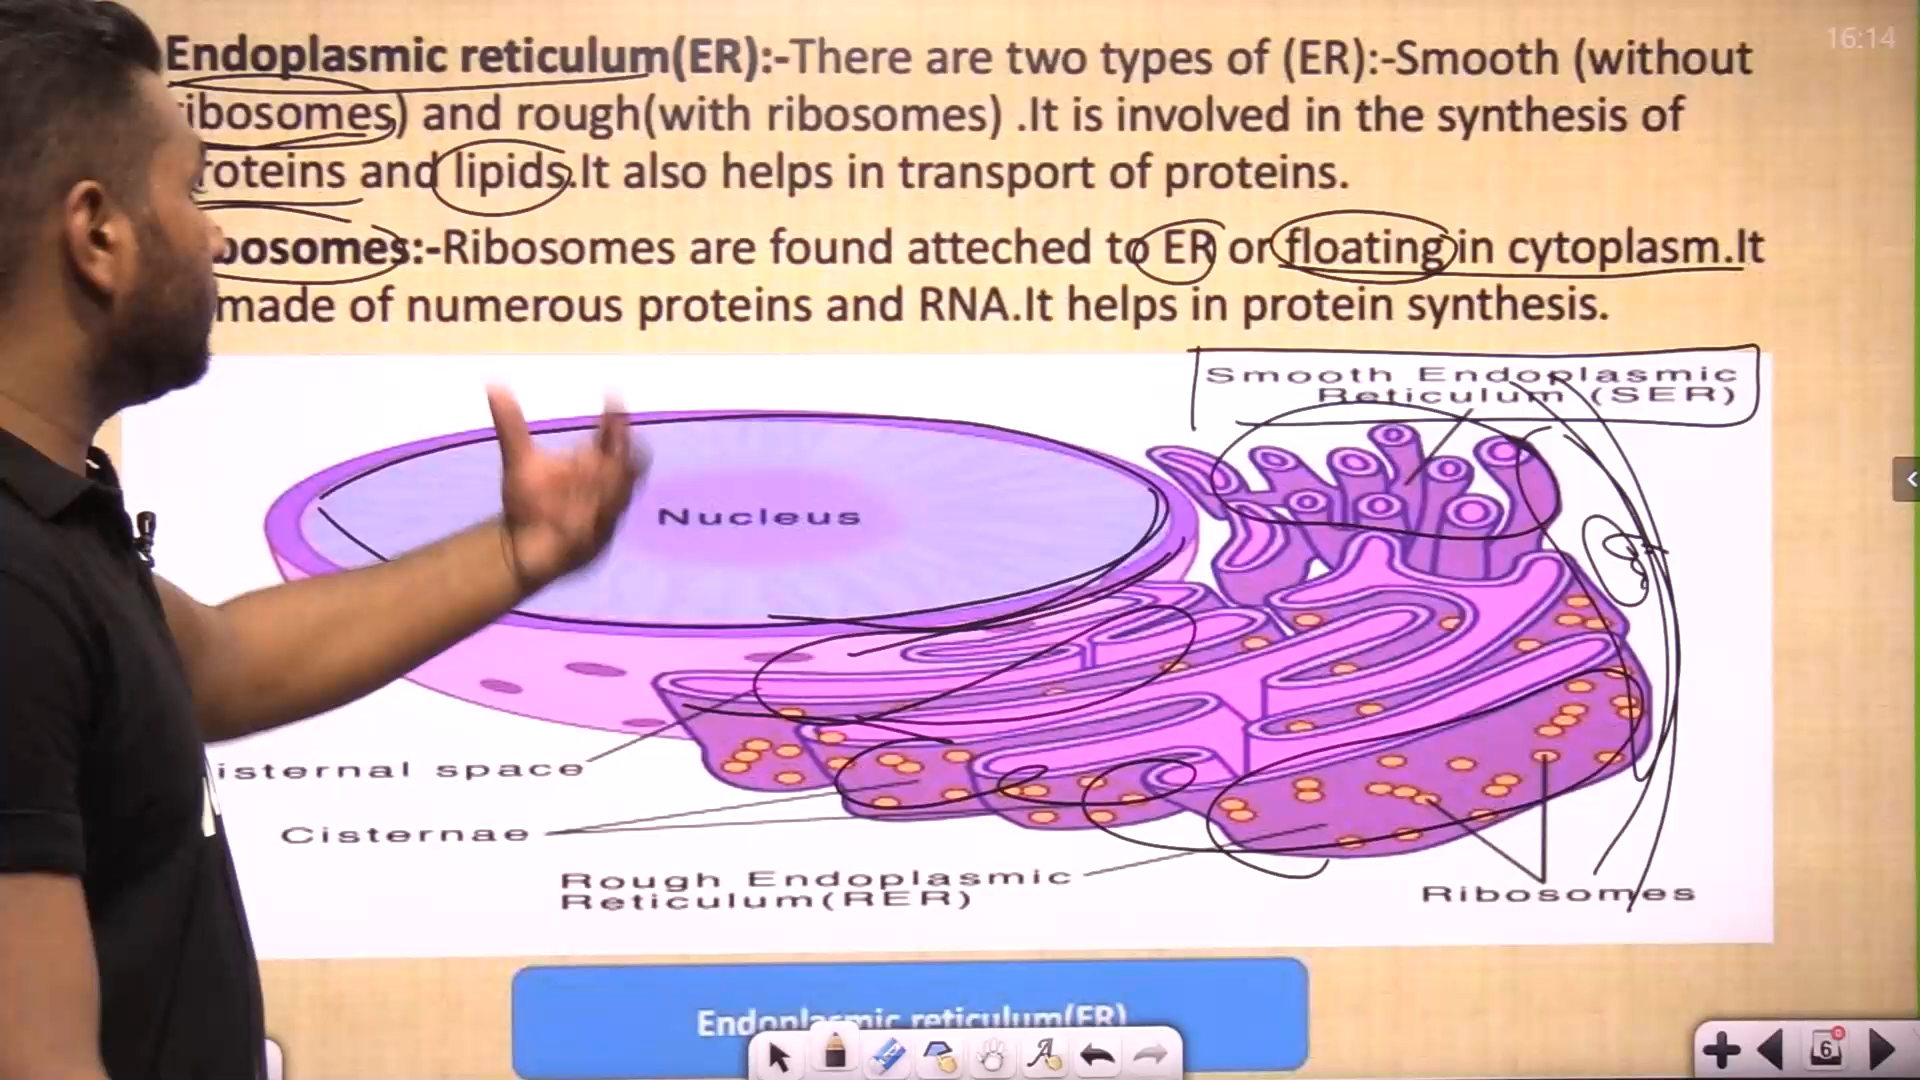 16:14
Endoplasmic reticulum(ER):-There are two types of (ER):-Smooth (without
ibosomes) and rough(with ribosomes) .It is involved in the synthesis of
roteins and lipids.It also helps in transport of proteins.
bosomes:-Ribosomes are found atteched to ER or floating in cytoplasm.It
made of numerous proteins and RNA.It helps in protein synthesis.
Smooth Endoplasmic
Reticulum (SER)
Nucleus
isternal space
Cisternae
Rough Endoplasmic
Reticulum(RER)
Ribosomes
Endoplasmic reticulum(ER)
6